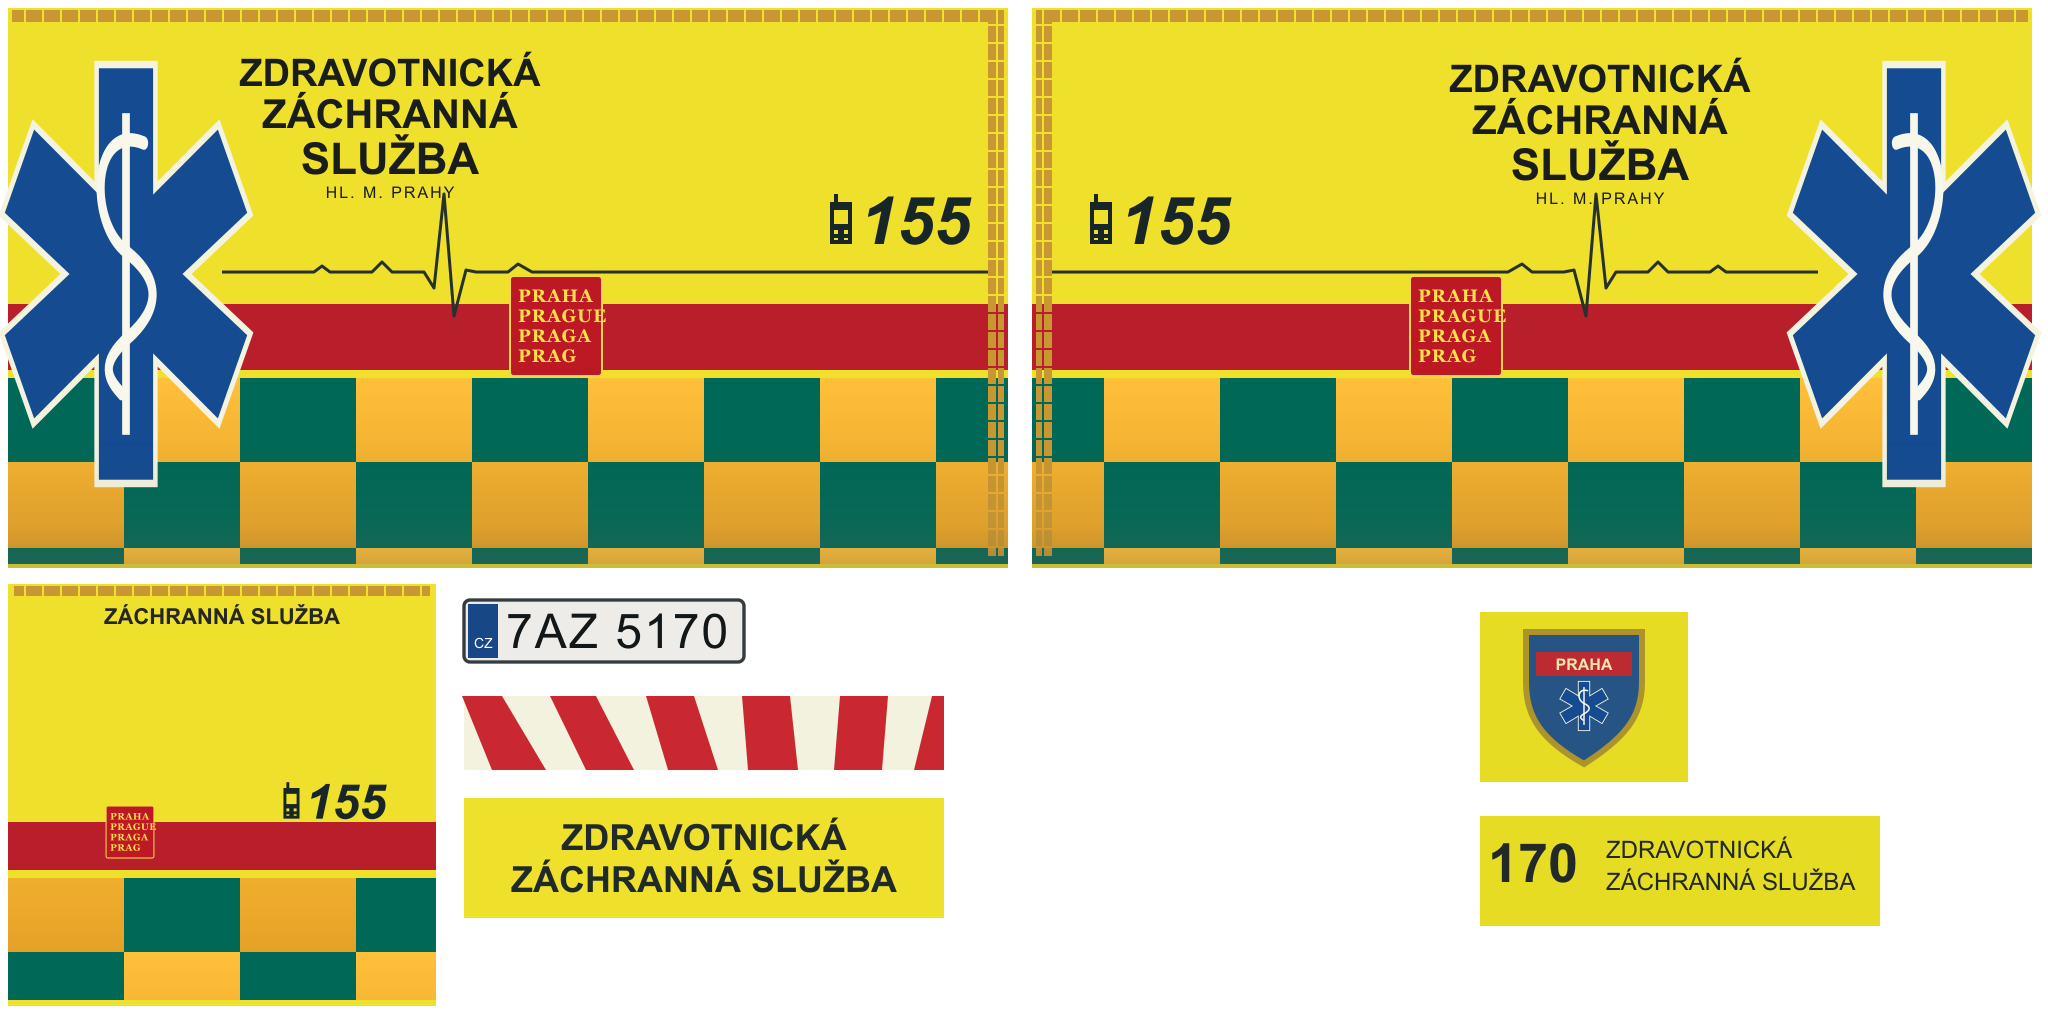 ZDRAVOTNICKÁ
ZÁCHRANNÁ
SLUŽBA
HL. M. PRAHY
155
PRAHA
PRAGUE
PRAGA
PRAG
ZDRAVOTNICKÁ
ZÁCHRANNÁ
SLUŽBA
HL. M. PRAHY
155
PRAHA
PRAGUE
PRAGA
PRAG
ZÁCHRANNÁ SLUŽBA
155
PRAHA
PRAGUE
PRAGA
PRAG
CZ 7AZ 5170
ZDRAVOTNICKÁ
ZÁCHRANNÁ SLUŽBA
PRAHA
170
ZDRAVOTNICKÁ
ZÁCHRANNÁ SLUŽBA